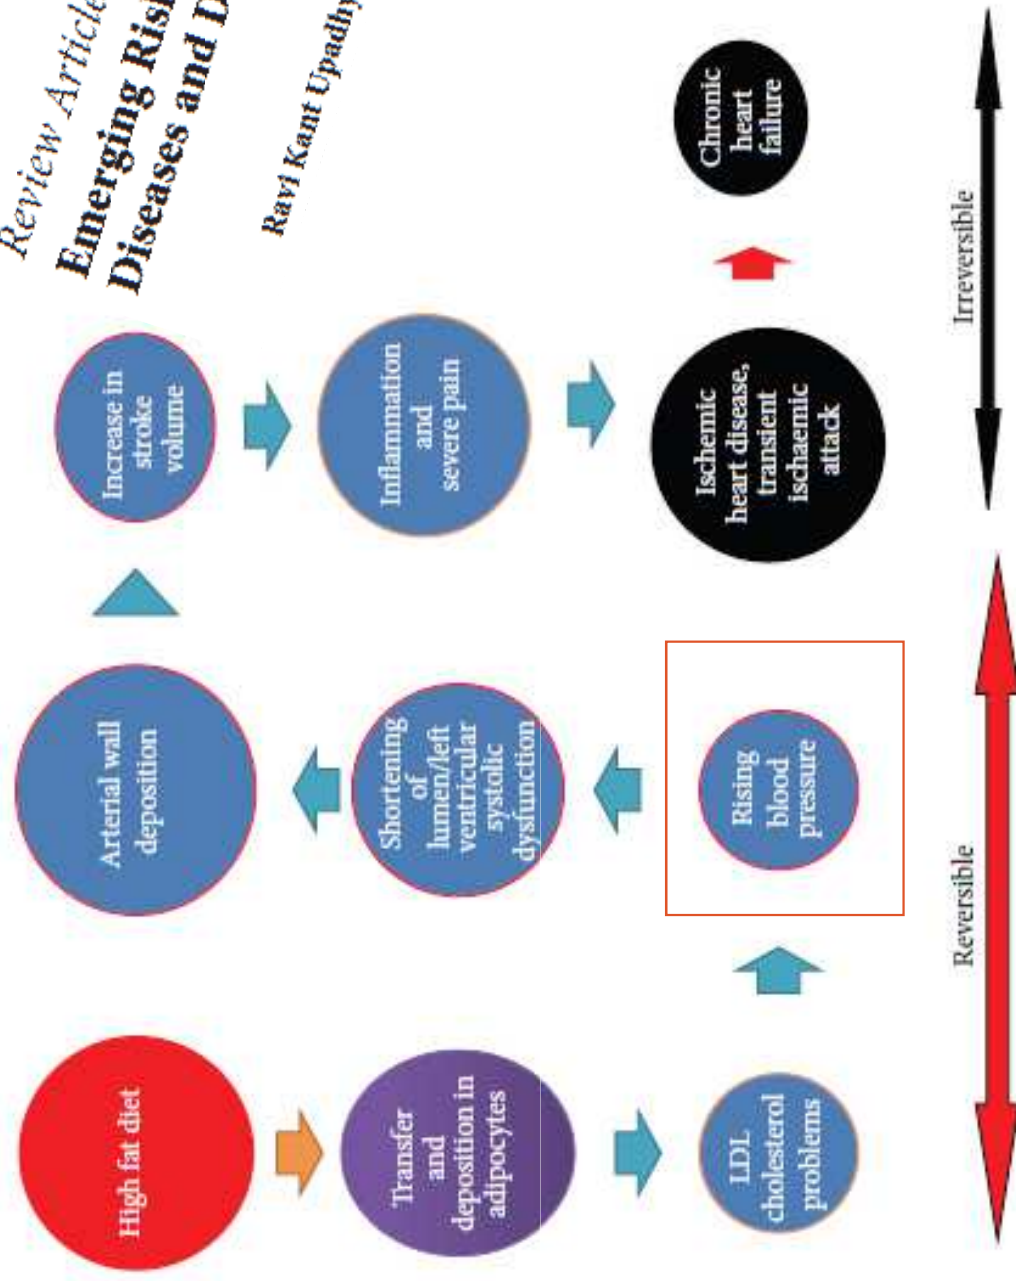 Review Article
Emerging Ris
Diseases and D
Ravi Kant Upadhy
High fat diet
Transfer
and
deposition in
adipocytes
LDL
cholesterol
problems
Rising
blood
pressure
Shortening
of
lumen/left
ventricular
systolic
dysfunction
Arterial wall
deposition
Increase in
stroke
volume
Inflammation
and
severe pain
Ischemic
heart disease,
transient
ischaemic
attack
Chronic
heart
failure
Reversible
Irreversible